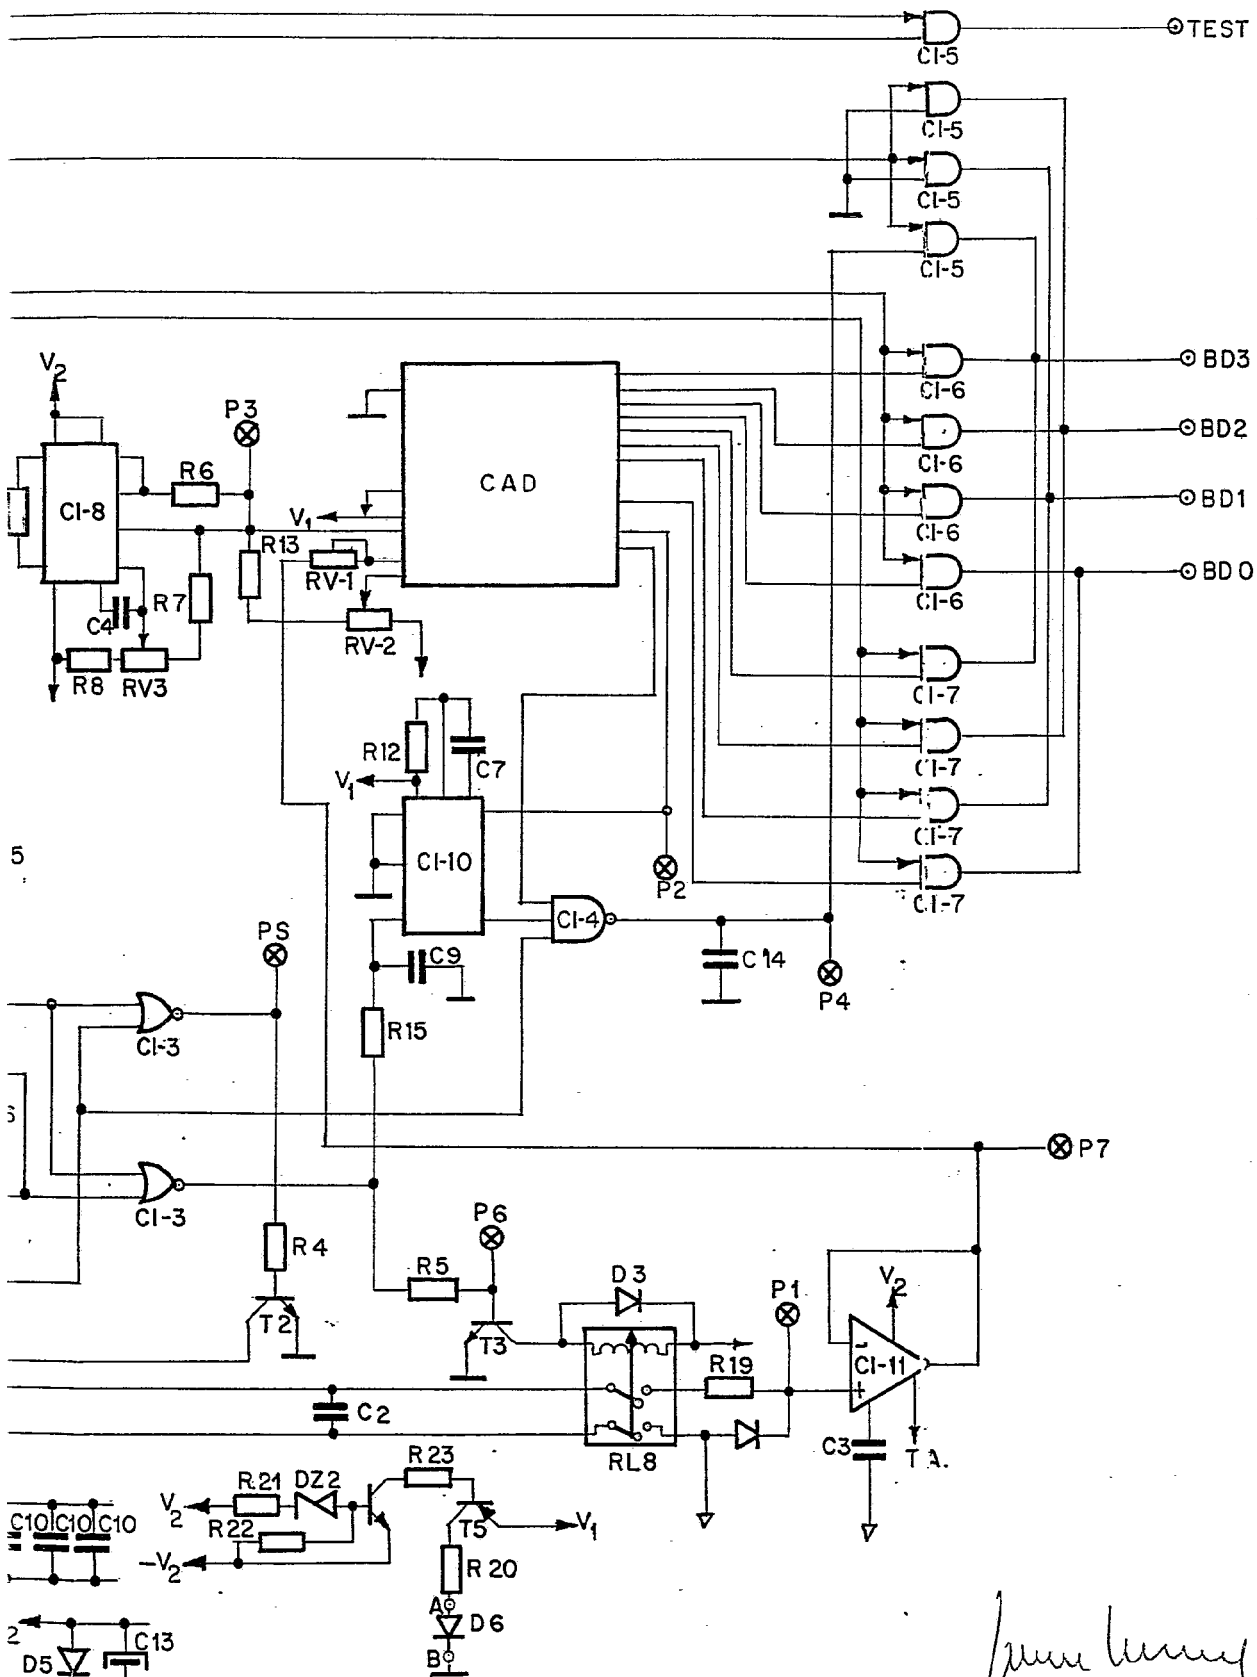 TEST
CI-5
CI-5
CI-5
CI-5
V2
P3
BD3
CI-6
R6
CAD
BD2
CI-6
CI-8
V1
BD1
CI-6
R13
RV-1
BD0
R7
CI-6
C4
RV-2
R8 RV3
CI-7
R12
C7
CI-7
V1
CI-7
5
CI-10
P2
CI-7
CI-4
PS
C9
C14
P4
R15
CI-3
P7
CI-3
P6
R4
R5
D3
P1
V2
T2
T3
R19
CI-11
C2
C3
T A.
RL8
R23
R21 DZ2
V2
C10 C10 C10
R22
T5
V1
-V2
R20
A
D6
2
C13
D5
B